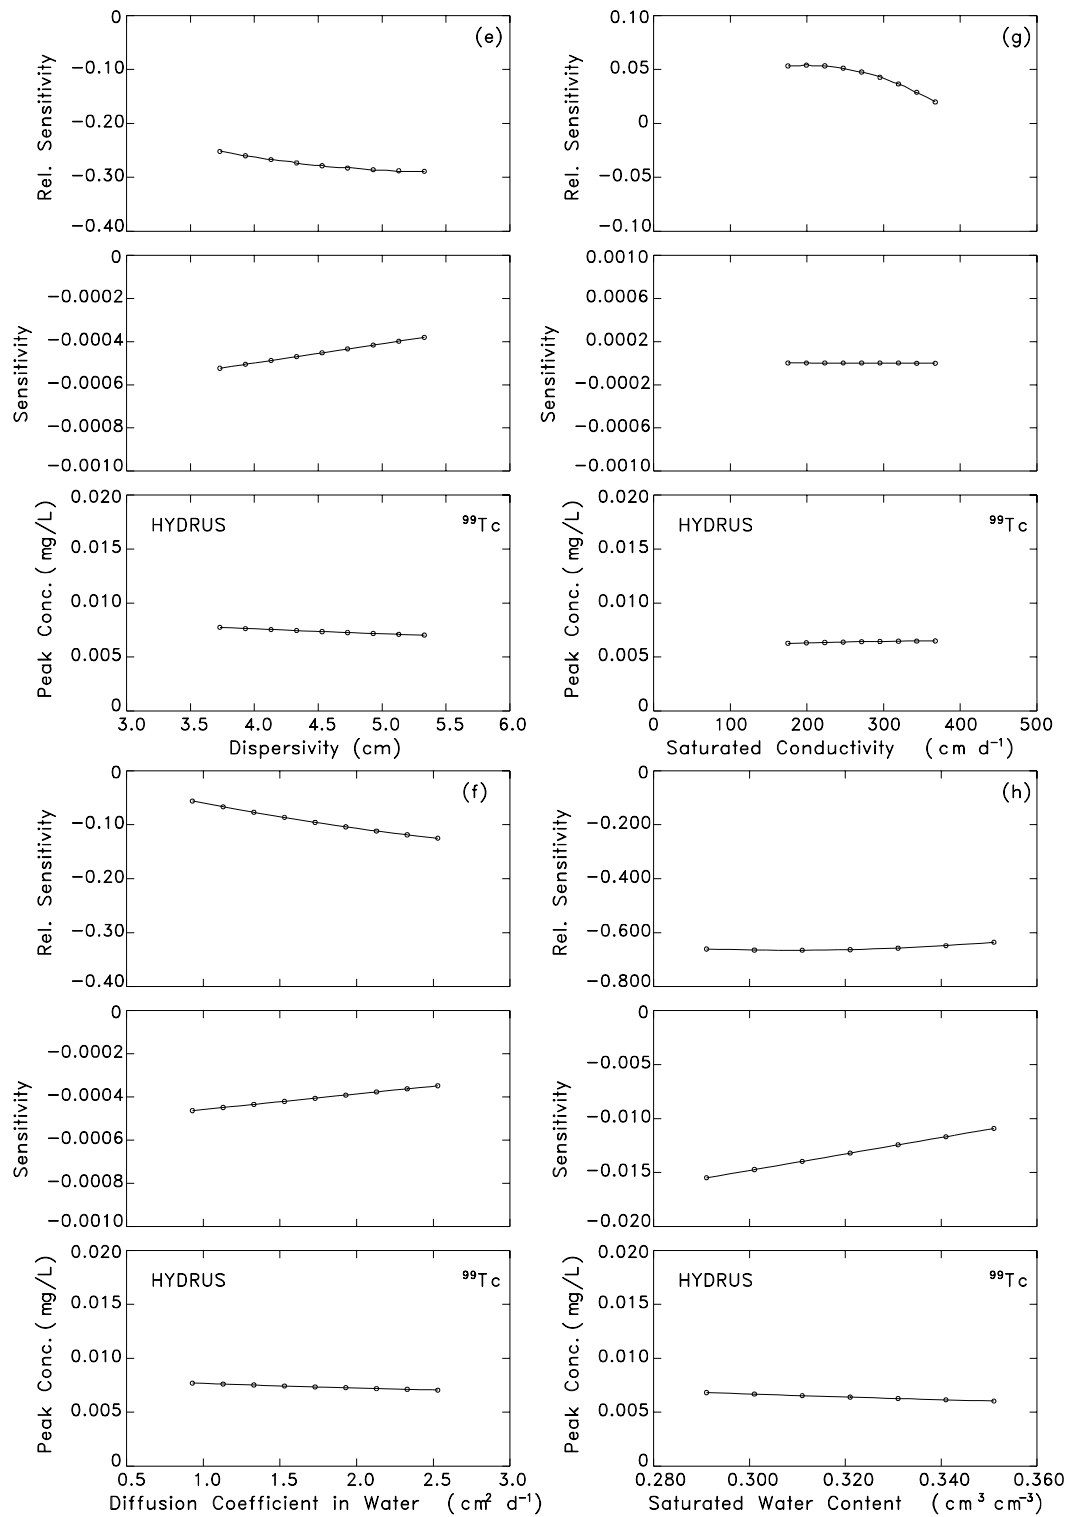 (e)
Rel. Sensitivity
0
−0.10
−0.20
−0.30
−0.40
Sensitivity
0
−0.0002
−0.0004
−0.0006
−0.0008
−0.0010
HYDRUS ⁹⁹Tc
Peak Conc. (mg/L)
0.020
0.015
0.010
0.005
0
3.0 3.5 4.0 4.5 5.0 5.5 6.0
Dispersivity (cm)
(g)
Rel. Sensitivity
0.10
0.05
0
−0.05
−0.10
Sensitivity
0.0010
0.0006
0.0002
−0.0002
−0.0006
−0.0010
HYDRUS ⁹⁹Tc
Peak Conc. (mg/L)
0.020
0.015
0.010
0.005
0
0 100 200 300 400 500
Saturated Conductivity (cm d⁻¹)
(f)
Rel. Sensitivity
0
−0.10
−0.20
−0.30
−0.40
Sensitivity
0
−0.0002
−0.0004
−0.0006
−0.0008
−0.0010
HYDRUS ⁹⁹Tc
Peak Conc. (mg/L)
0.020
0.015
0.010
0.005
0
0.5 1.0 1.5 2.0 2.5 3.0
Diffusion Coefficient in Water (cm² d⁻¹)
(h)
Rel. Sensitivity
0
−0.200
−0.400
−0.600
−0.800
Sensitivity
0
−0.005
−0.010
−0.015
−0.020
HYDRUS ⁹⁹Tc
Peak Conc. (mg/L)
0.020
0.015
0.010
0.005
0
0.280 0.300 0.320 0.340 0.360
Saturated Water Content (cm³ cm⁻³)